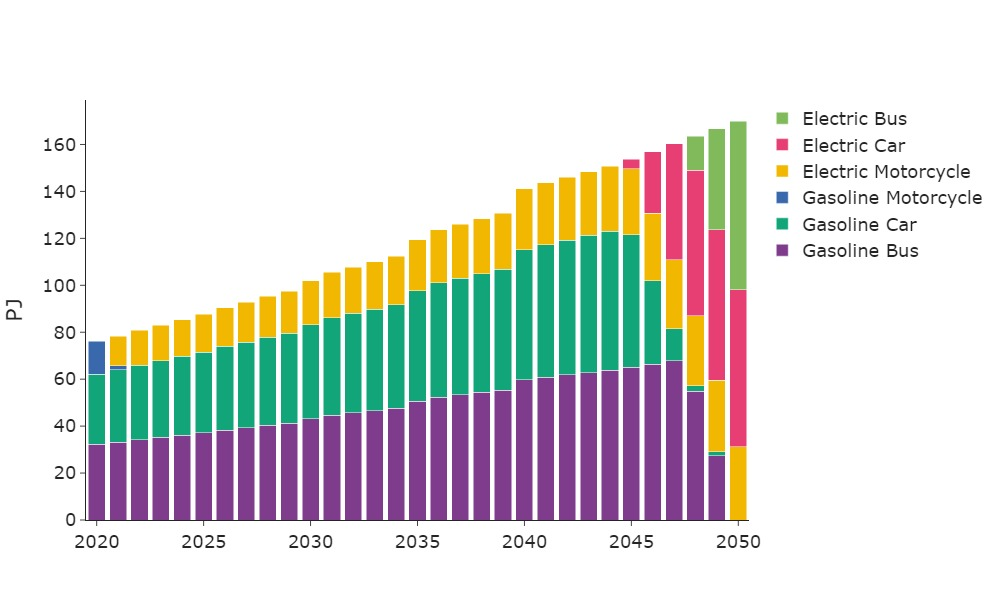 Electric Bus
Electric Car
Electric Motorcycle
Gasoline Motorcycle
Gasoline Car
Gasoline Bus
PJ
160
140
120
100
80
60
40
20
0
2020 2025 2030 2035 2040 2045 2050